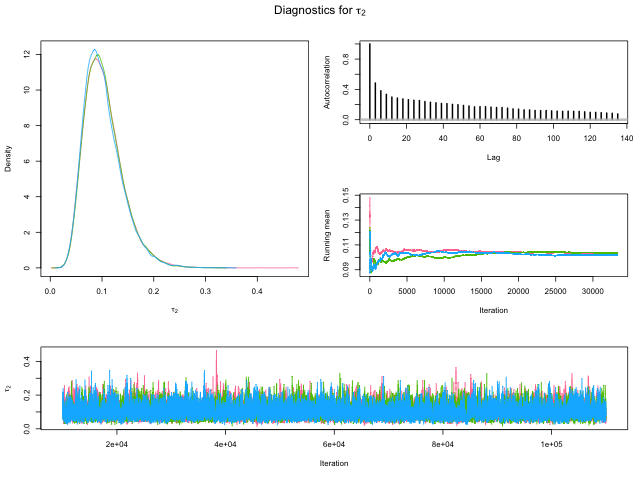 Diagnostics for τ₂
Density
0 2 4 6 8 10 12
0.0 0.1 0.2 0.3 0.4
τ₂
Autocorrelation
0.0 0.4 0.8
0 20 40 60 80 100 120 140
Lag
Running mean
0.09 0.11 0.13 0.15
0 5000 10000 15000 20000 25000 30000
Iteration
τ₂
0.0 0.2 0.4
2e+04 4e+04 6e+04 8e+04 1e+05
Iteration